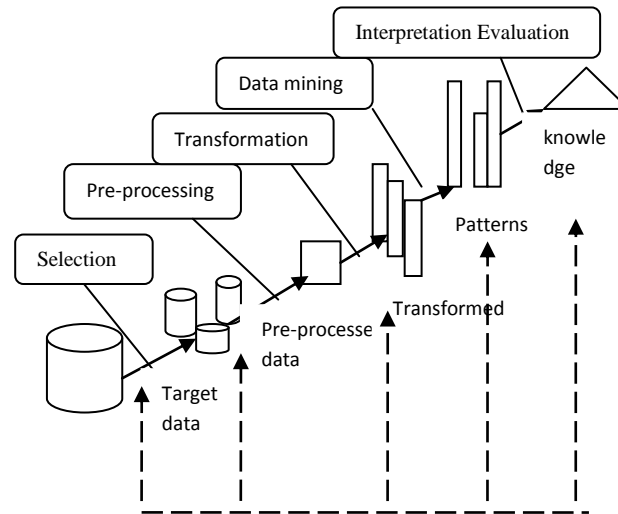 Interpretation Evaluation
Data mining
Transformation
Pre-processing
Selection
knowle
dge
Patterns
Transformed
Pre-processe
data
Target
data